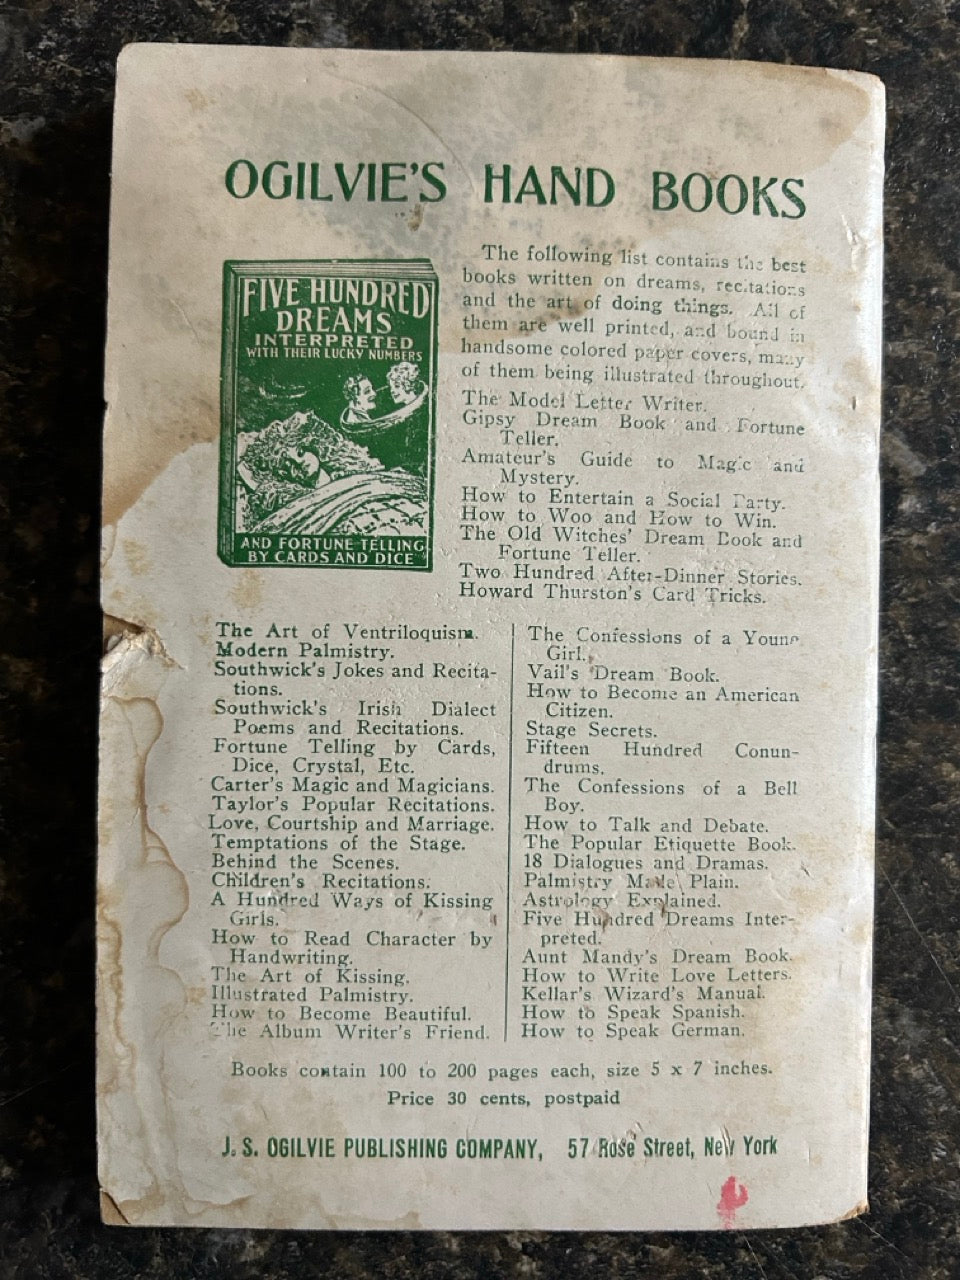 OGILVIE'S HAND BOOKS
FIVE HUNDRED
DREAMS
INTERPRETED
WITH THEIR LUCKY NUMBERS
AND FORTUNE TELLING
BY CARDS AND DICE
The following list contains the best
books written on dreams, recitations
and the art of doing things. All of
them are well printed, and bound in
handsome colored paper covers, many
of them being illustrated throughout.
The Model Letter Writer.
Gipsy Dream Book and Fortune
Teller.
Amateur's Guide to Magic and
Mystery.
How to Entertain a Social Party.
How to Woo and How to Win.
The Old Witches' Dream Book and
Fortune Teller.
Two Hundred After-Dinner Stories.
Howard Thurston's Card Tricks.
The Art of Ventriloquism.
Modern Palmistry.
Southwick's Jokes and Recita-
tions.
Southwick's Irish Dialect
Poems and Recitations.
Fortune Telling by Cards,
Dice, Crystal, Etc.
Carter's Magic and Magicians.
Taylor's Popular Recitations.
Love, Courtship and Marriage.
Temptations of the Stage.
Behind the Scenes.
Children's Recitations.
A Hundred Ways of Kissing
Girls.
How to Read Character by
Handwriting.
The Art of Kissing.
Illustrated Palmistry.
How to Become Beautiful.
The Album Writer's Friend.
The Confessions of a Young
Girl.
Vail's Dream Book.
How to Become an American
Citizen.
Stage Secrets.
Fifteen Hundred Conun-
drums.
The Confessions of a Bell
Boy.
How to Talk and Debate.
The Popular Etiquette Book.
18 Dialogues and Dramas.
Palmistry Made Plain.
Astrology Explained.
Five Hundred Dreams Inter-
preted.
Aunt Mandy's Dream Book.
How to Write Love Letters.
Kellar's Wizard's Manual.
How to Speak Spanish.
How to Speak German.
Books contain 100 to 200 pages each, size 5 x 7 inches.
Price 30 cents, postpaid
J. S. OGILVIE PUBLISHING COMPANY, 57 Rose Street, New York